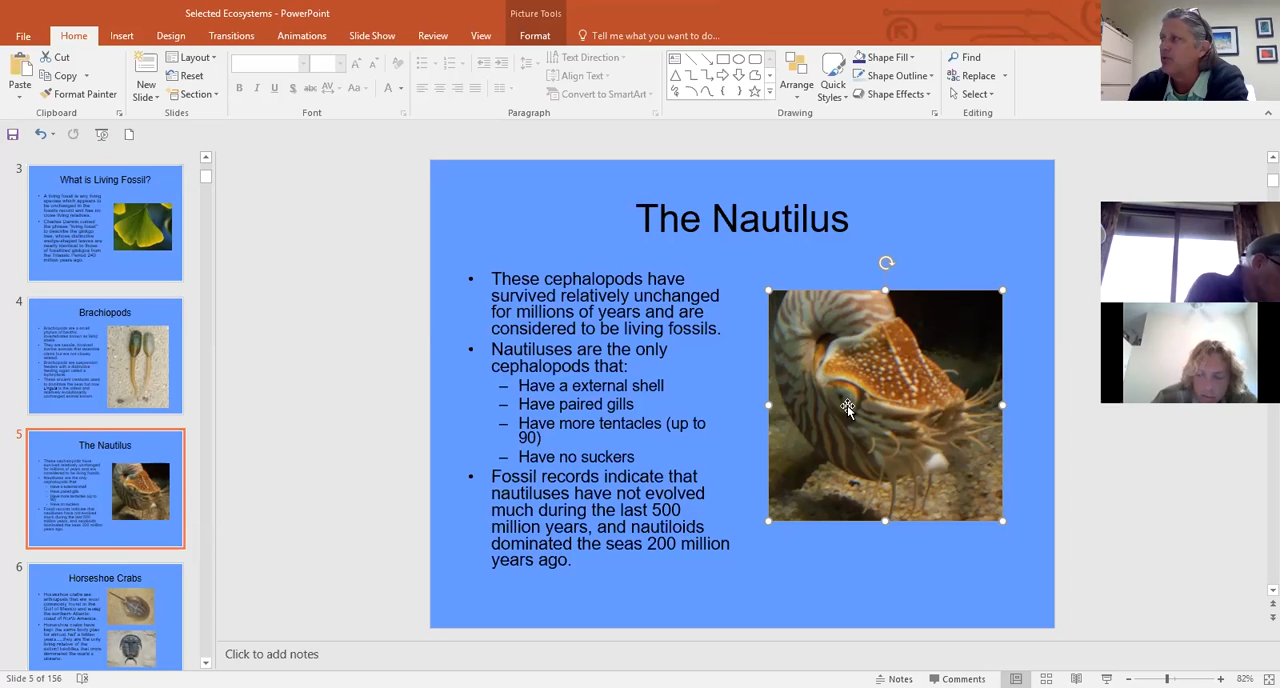 Selected Ecosystems - PowerPoint
Picture Tools
File
Home
Insert
Design
Transitions
Animations
Slide Show
Review
View
Format
Tell me what you want to do...
Paste
Cut
Copy
Format Painter
Clipboard
New
Slide
Layout
Reset
Section
Slides
B I U S abc AV Aa A
Font
Text Direction
Align Text
Convert to SmartArt
Paragraph
Arrange
Quick
Styles
Shape Fill
Shape Outline
Shape Effects
Drawing
Find
Replace
Select
Editing
3
What is Living Fossil?
4
Brachiopods
5
The Nautilus
6
Horseshoe Crabs
The Nautilus
• These cephalopods have
survived relatively unchanged
for millions of years and are
considered to be living fossils.
• Nautiluses are the only
cephalopods that:
– Have a external shell
– Have paired gills
– Have more tentacles (up to
90)
– Have no suckers
• Fossil records indicate that
nautiluses have not evolved
much during the last 500
million years, and nautiloids
dominated the seas 200 million
years ago.
Click to add notes
Slide 5 of 156
Notes
Comments
82%